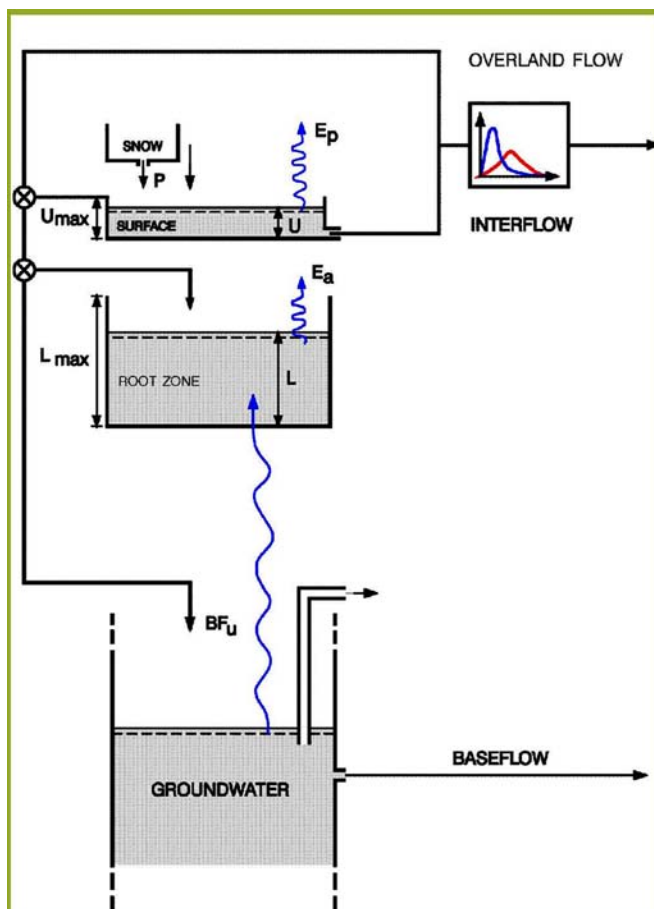 OVERLAND FLOW
SNOW
P
Ep
Umax
SURFACE
U
INTERFLOW
Ea
L max
ROOT ZONE
L
BFu
BASEFLOW
GROUNDWATER